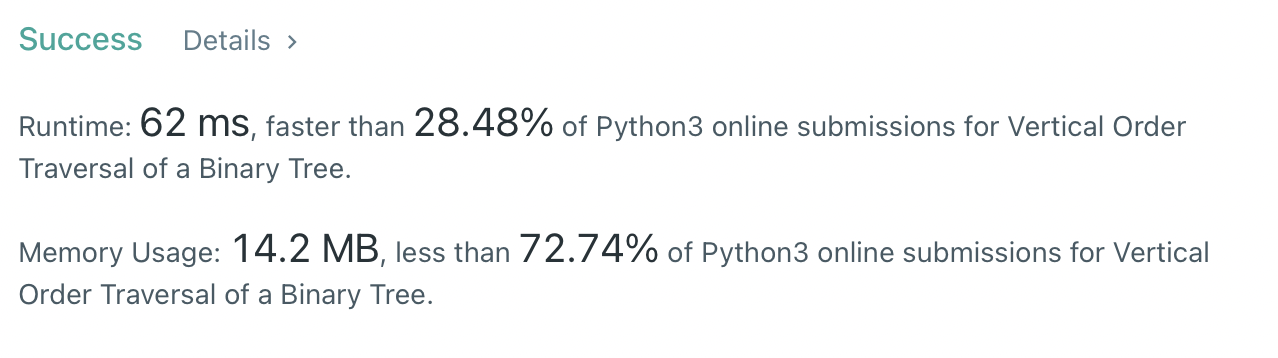 Success Details >
Runtime: 62 ms, faster than 28.48% of Python3 online submissions for Vertical Order
Traversal of a Binary Tree.
Memory Usage: 14.2 MB, less than 72.74% of Python3 online submissions for Vertical
Order Traversal of a Binary Tree.